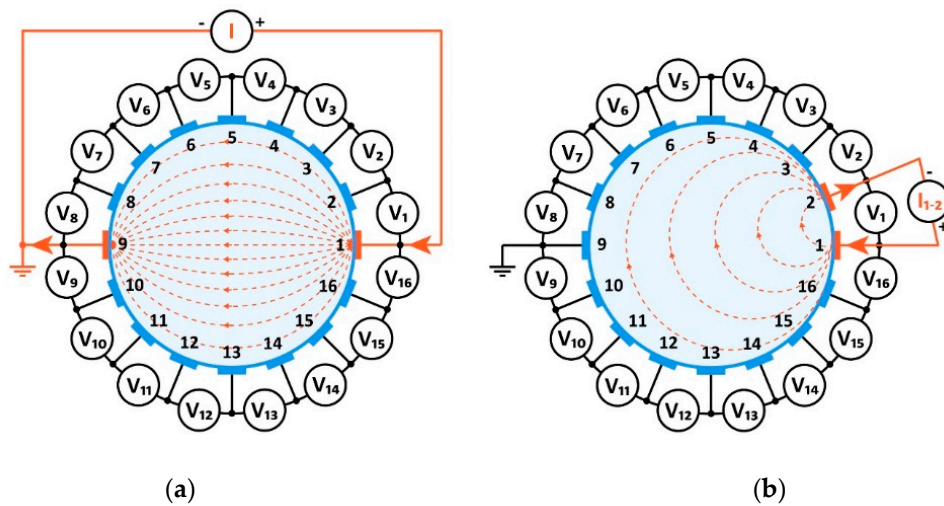 - I +
V₅ V₄
V₆ V₃
V₇ V₂
V₈ V₁
V₉ V₁₆
V₁₀ V₁₅
V₁₁ V₁₄
V₁₂ V₁₃
5
6 4
7 3
8 2
9 1
10 16
11 15
12 14
13
(a)
V₅ V₄
V₆ V₃
V₇ V₂
V₈ V₁
V₉ V₁₆
V₁₀ V₁₅
V₁₁ V₁₄
V₁₂ V₁₃
-
I₁₋₂
+
5
6 4
7 3
8 2
9 1
10 16
11 15
12 14
13
(b)